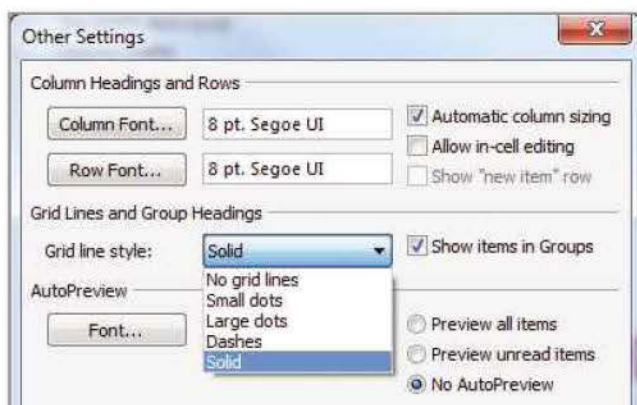 Other Settings
Column Headings and Rows
Column Font... 8 pt. Segoe UI Automatic column sizing
Allow in-cell editing
Row Font... 8 pt. Segoe UI Show "new item" row
Grid Lines and Group Headings
Grid line style: Solid Show items in Groups
No grid lines
Small dots
Large dots
Dashes
Solid
AutoPreview
Font... Preview all items
Preview unread items
No AutoPreview